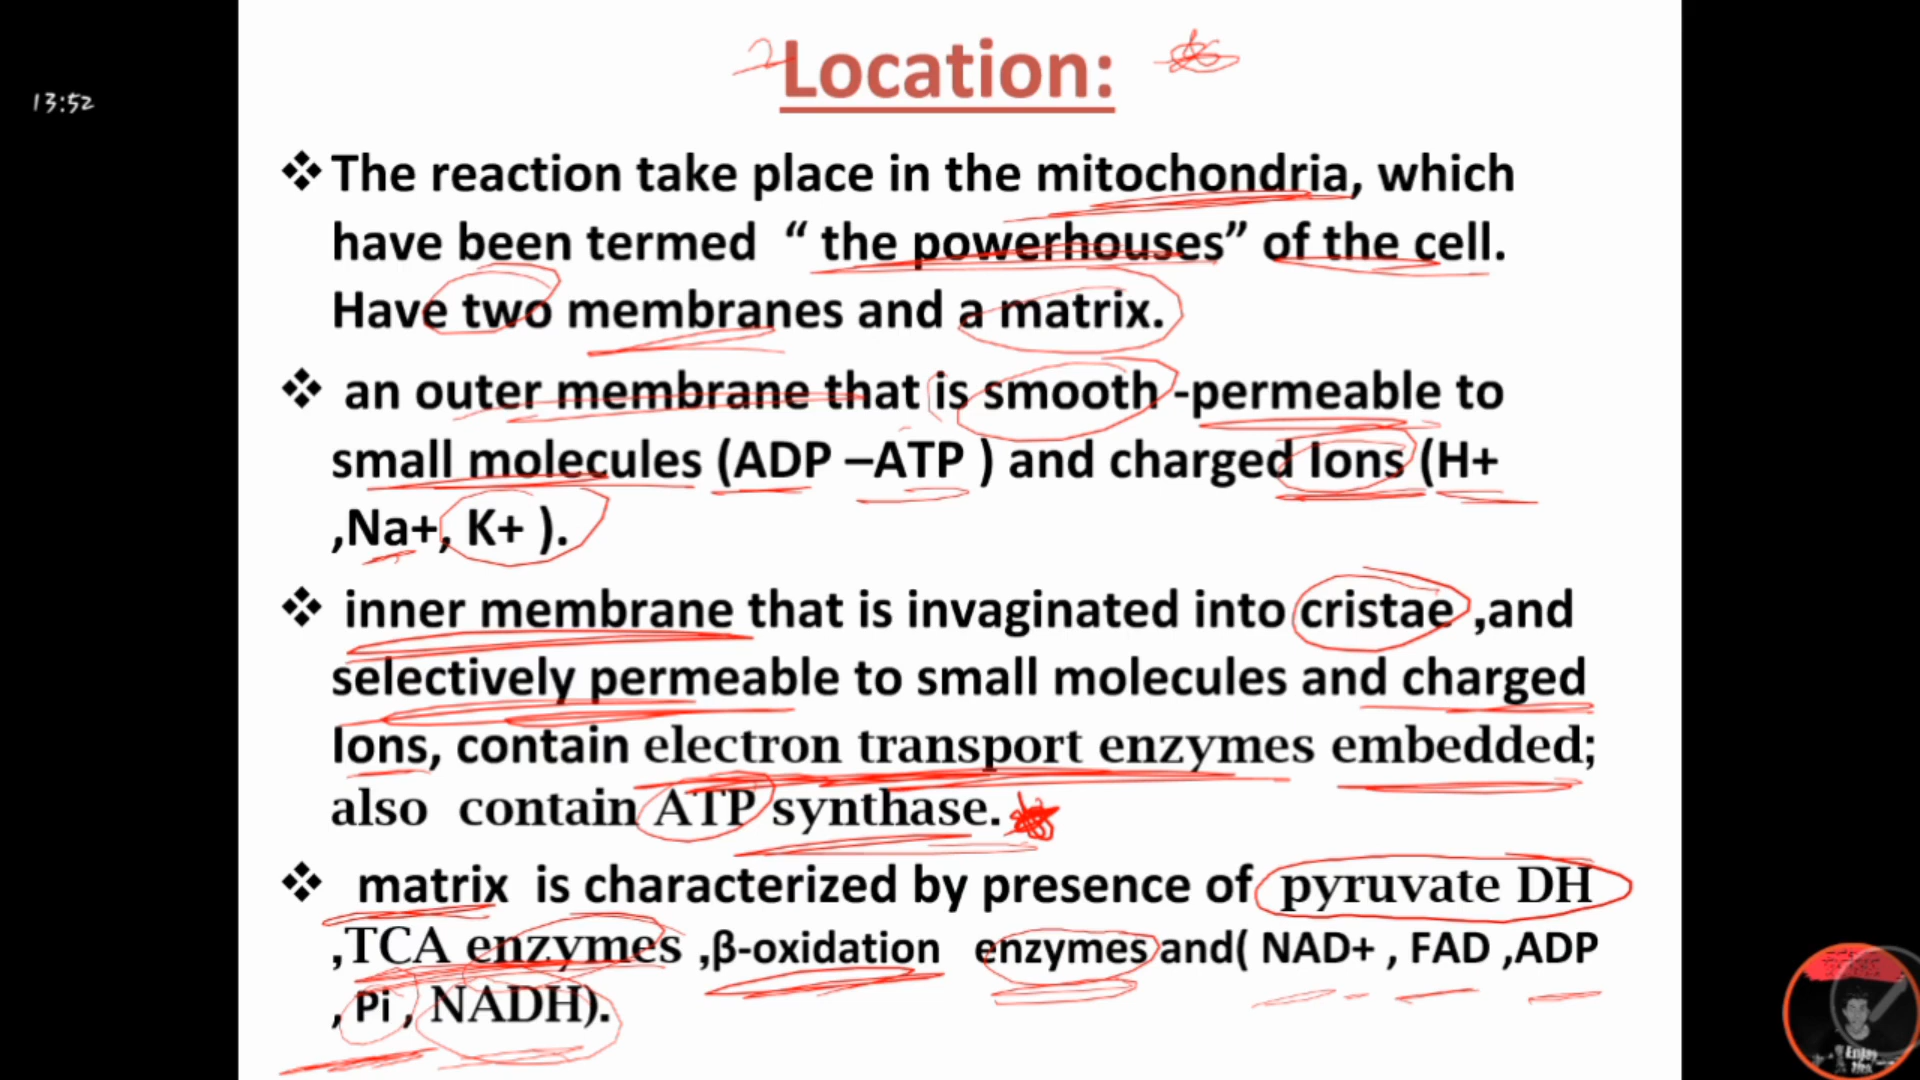 2 Location:
13:52
❖ The reaction take place in the mitochondria, which
have been termed “ the powerhouses” of the cell.
Have two membranes and a matrix.
❖ an outer membrane that is smooth -permeable to
small molecules (ADP –ATP ) and charged Ions (H+
,Na+, K+ ).
❖ inner membrane that is invaginated into cristae ,and
selectively permeable to small molecules and charged
Ions, contain electron transport enzymes embedded;
also contain ATP synthase.
❖ matrix is characterized by presence of pyruvate DH
,TCA enzymes ,β-oxidation enzymes and( NAD+ , FAD ,ADP
, Pi , NADH).
Enjoy
the